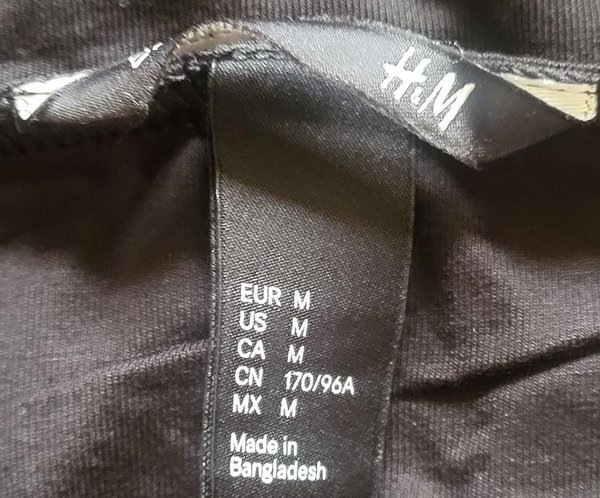 H&M
EUR M
US M
CA M
CN 170/96A
MX M
Made in
Bangladesh